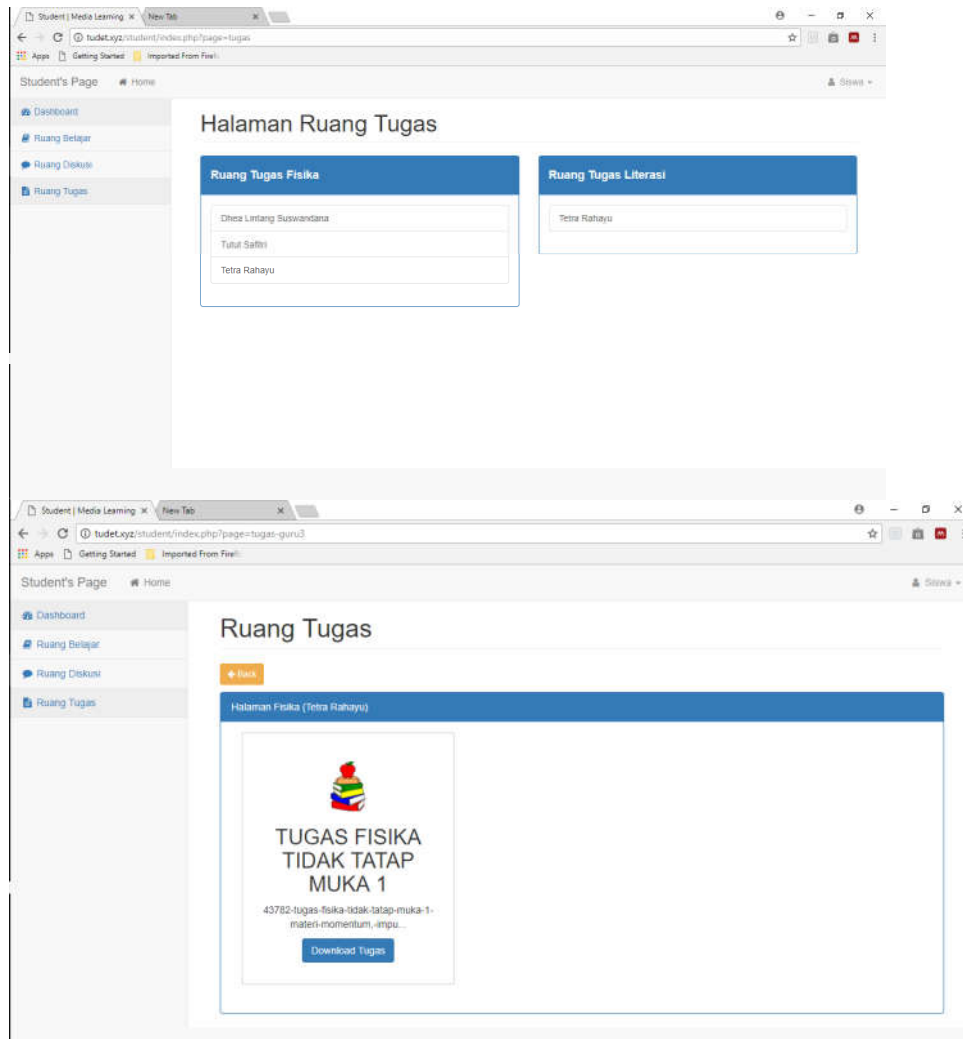 Student | Media Learning
New Tab
tudet.xyz/student/index.php?page=tugas
Apps Getting Started Imported From Firef
Student's Page Home Siswa
Dashboard
Ruang Belajar
Ruang Diskusi
Ruang Tugas
Halaman Ruang Tugas
Ruang Tugas Fisika
Dhea Lintang Suswandana
Tutut Safitri
Tetra Rahayu
Ruang Tugas Literasi
Tetra Rahayu
Student | Media Learning
New Tab
tudet.xyz/student/index.php?page=tugas-guru3
Apps Getting Started Imported From Firef
Student's Page Home Siswa
Dashboard
Ruang Belajar
Ruang Diskusi
Ruang Tugas
Ruang Tugas
Back
Halaman Fisika (Tetra Rahayu)
TUGAS FISIKA
TIDAK TATAP
MUKA 1
43782-tugas-fisika-tidak-tatap-muka-1-
materi-momentum,-impu...
Download Tugas